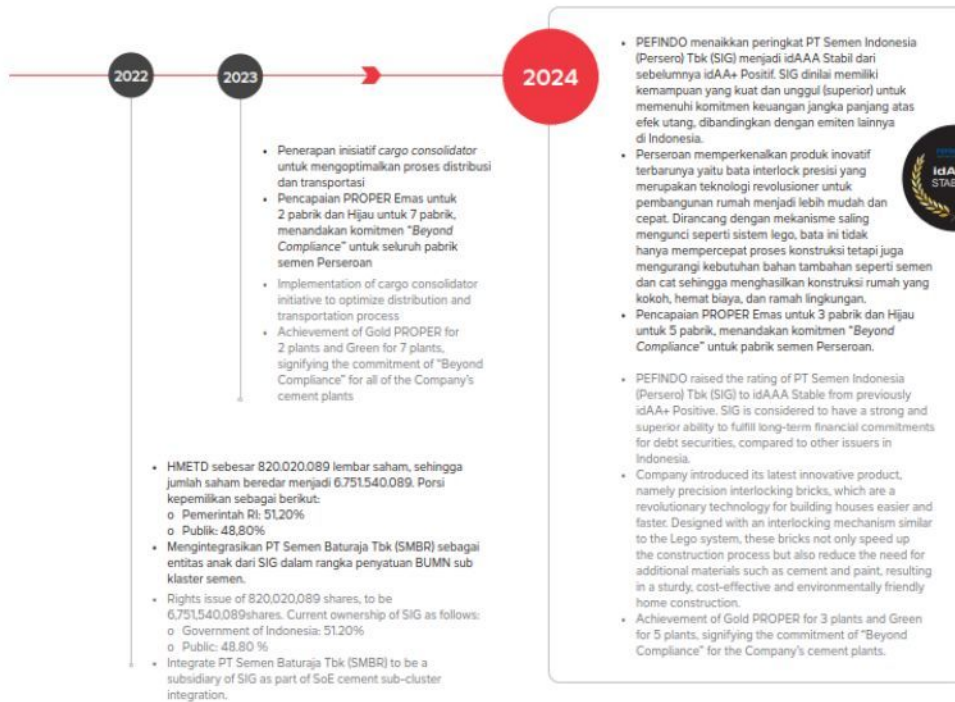 2022
2023
2024
• Penerapan inisiatif cargo consolidator
untuk mengoptimalkan proses distribusi
dan transportasi
• Pencapaian PROPER Emas untuk
2 pabrik dan Hijau untuk 7 pabrik,
menandakan komitmen "Beyond
Compliance" untuk seluruh pabrik
semen Perseroan
• Implementation of cargo consolidator
initiative to optimize distribution and
transportation process
• Achievement of Gold PROPER for
2 plants and Green for 7 plants,
signifying the commitment of "Beyond
Compliance" for all of the Company's
cement plants
• HMETD sebesar 820.020.089 lembar saham, sehingga
jumlah saham beredar menjadi 6.751.540.089. Porsi
kepemilikan sebagai berikut:
o Pemerintah RI: 51,20%
o Publik: 48,80%
• Mengintegrasikan PT Semen Baturaja Tbk (SMBR) sebagai
entitas anak dari SIG dalam rangka penyatuan BUMN sub
klaster semen.
• Rights issue of 820,020,089 shares, to be
6,751,540,089shares. Current ownership of SIG as follows:
o Government of Indonesia: 51.20%
o Public: 48.80 %
• Integrate PT Semen Baturaja Tbk (SMBR) to be a
subsidiary of SIG as part of SoE cement sub-cluster
integration.
• PEFINDO menaikkan peringkat PT Semen Indonesia
(Persero) Tbk (SIG) menjadi idAAA Stabil dari
sebelumnya idAA+ Positif. SIG dinilai memiliki
kemampuan yang kuat dan unggul (superior) untuk
memenuhi komitmen keuangan jangka panjang atas
efek utang, dibandingkan dengan emiten lainnya
di Indonesia.
• Perseroan memperkenalkan produk inovatif
terbarunya yaitu bata interlock presisi yang
merupakan teknologi revolusioner untuk
pembangunan rumah menjadi lebih mudah dan
cepat. Dirancang dengan mekanisme saling
mengunci seperti sistem lego, bata ini tidak
hanya mempercepat proses konstruksi tetapi juga
mengurangi kebutuhan bahan tambahan seperti semen
dan cat sehingga menghasilkan konstruksi rumah yang
kokoh, hemat biaya, dan ramah lingkungan.
• Pencapaian PROPER Emas untuk 3 pabrik dan Hijau
untuk 5 pabrik, menandakan komitmen "Beyond
Compliance" untuk pabrik semen Perseroan.
• PEFINDO raised the rating of PT Semen Indonesia
(Persero) Tbk (SIG) to idAAA Stable from previously
idAA+ Positive. SIG is considered to have a strong and
superior ability to fulfill long-term financial commitments
for debt securities, compared to other issuers in
Indonesia.
• Company introduced its latest innovative product,
namely precision interlocking bricks, which are a
revolutionary technology for building houses easier and
faster. Designed with an interlocking mechanism similar
to the Lego system, these bricks not only speed up
the construction process but also reduce the need for
additional materials such as cement and paint, resulting
in a sturdy, cost-effective and environmentally friendly
home construction.
• Achievement of Gold PROPER for 3 plants and Green
for 5 plants, signifying the commitment of "Beyond
Compliance" for the Company's cement plants.